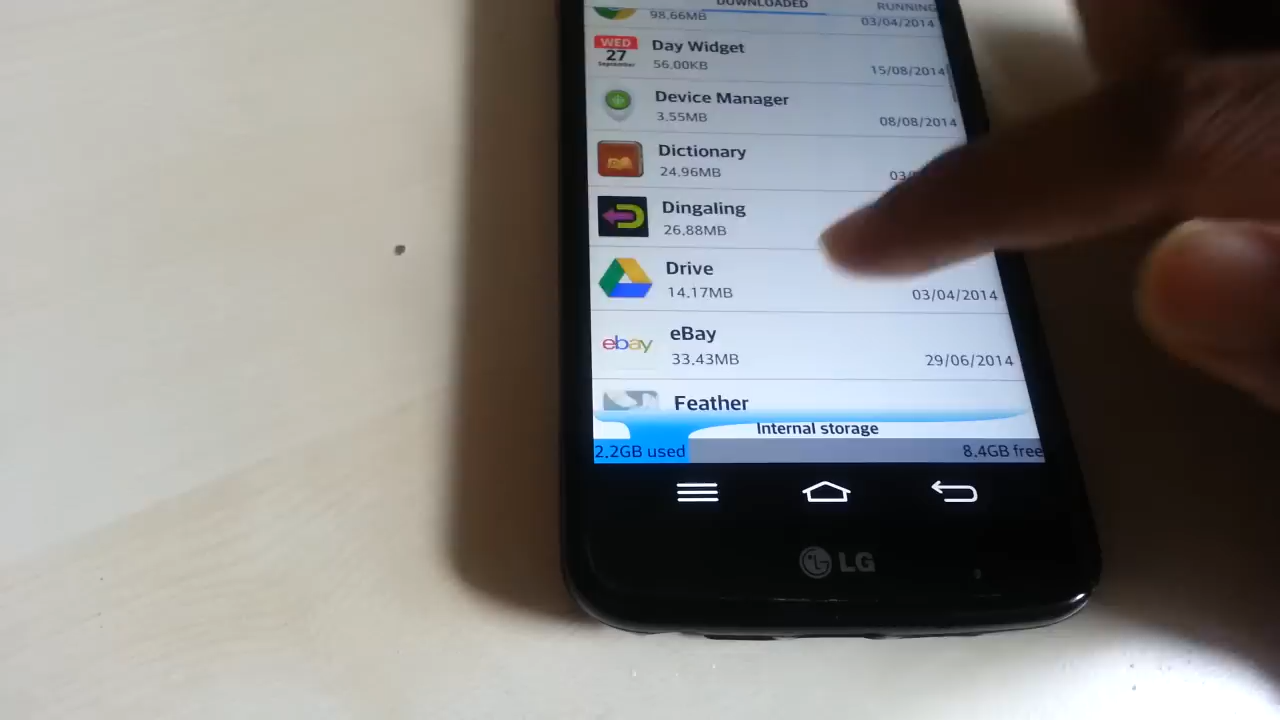 DOWNLOADED
RUNNING
98.66MB
03/04/2014
WED
27
September
Day Widget
56.00KB
15/08/2014
Device Manager
3.55MB
08/08/2014
Dictionary
24.96MB
03/
Dingaling
26.88MB
Drive
14.17MB
03/04/2014
ebay
eBay
33.43MB
29/06/2014
Feather
Internal storage
2.2GB used
8.4GB free
LG